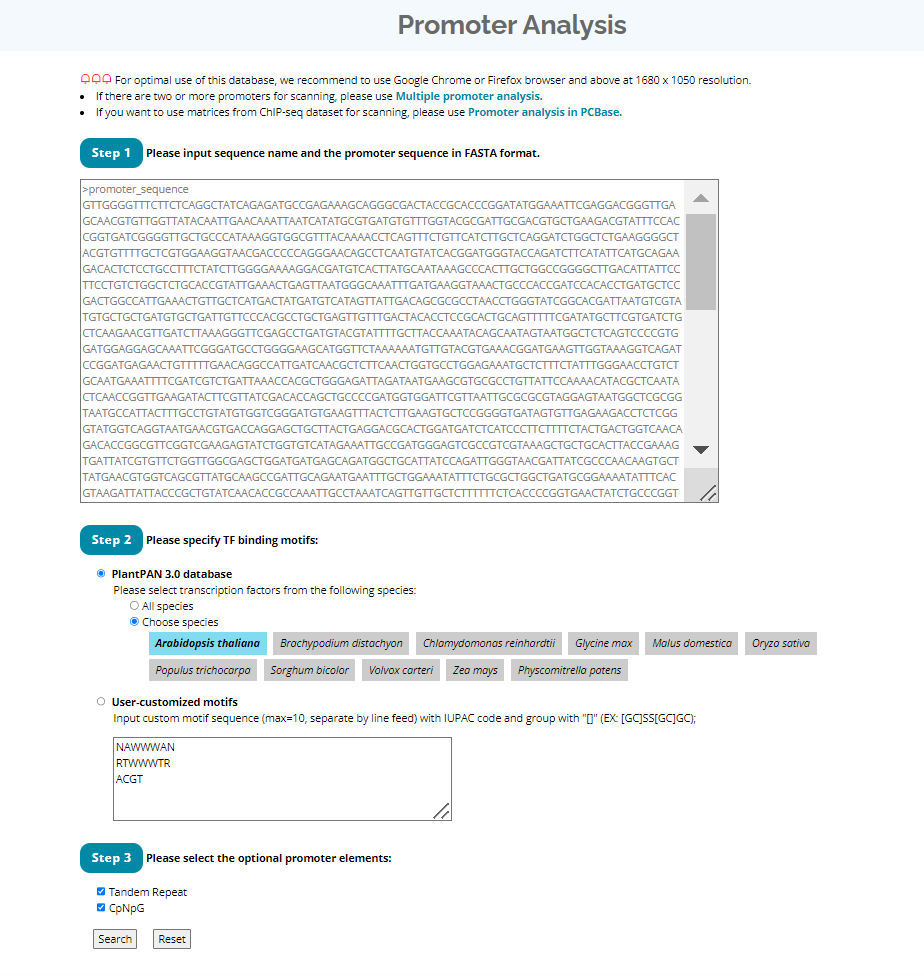 Promoter Analysis
For optimal use of this database, we recommend to use Google Chrome or Firefox browser and above at 1680 x 1050 resolution.
If there are two or more promoters for scanning, please use Multiple promoter analysis.
If you want to use matrices from ChIP-seq dataset for scanning, please use Promoter analysis in PCBase.
Step 1 Please input sequence name and the promoter sequence in FASTA format.
>promoter_sequence
GTTGGGGTTTCTTCTCAGGCTATCAGAGATGCCGAGAAAGCAGGGCGACTACCGCACCCGGATATGGAAATTCGAGGACGGGTTGA
GCAACGTGTTGGTTATACAATTGAACAAATTAATCATATGCGTGATGTGTTTGGTACGCGATTGCGACGTGCTGAAGACGTATTTCCAC
CGGTGATCGGGGTTGCTGCCCATAAAGGTGGCGTTTACAAAACCTCAGTTTCTGTTCATCTTGCTCAGGATCTGGCTCTGAAGGGGCT
ACGTGTTTTGCTCGTGGAAGGTAACGACCCCCAGGGAACAGCCTCAATGTATCACGGATGGGTACCAGATCTTCATATTCATGCAGAA
GACACTCTCCTGCCTTTCTATCTTGGGGAAAAGGACGATGTCACTTATGCAATAAAGCCCACTTGCTGGCCGGGGCTTGACATTATTCC
TTCCTGTCTGGCTCTGCACCGTATTGAAACTGAGTTAATGGGCAAATTTGATGAAGGTAAACTGCCCACCGATCCACACCTGATGCTCC
GACTGGCCATTGAAACTGTTGCTCATGACTATGATGTCATAGTTATTGACAGCGCGCCTAACCTGGGTATCGGCACGATTAATGTCGTA
TGTGCTGCTGATGTGCTGATTGTTCCCACGCCTGCTGAGTTGTTTGACTACACCTCCGCACTGCAGTTTTTCGATATGCTTCGTGATCTG
CTCAAGAACGTTGATCTTAAAGGGTTCGAGCCTGATGTACGTATTTTGCTTACCAAATACAGCAATAGTAATGGCTCTCAGTCCCCGTG
GATGGAGGAGCAAATTCGGGATGCCTGGGGAAGCATGGTTCTAAAAAATGTTGTACGTGAAACGGATGAAGTTGGTAAAGGTCAGAT
CCGGATGAGAACTGTTTTTGAACAGGCCATTGATCAACGCTCTTCAACTGGTGCCTGGAGAAATGCTCTTTCTATTTGGGAACCTGTCT
GCAATGAAATTTTCGATCGTCTGATTAAACCACGCTGGGAGATTAGATAATGAAGCGTGCGCCTGTTATTCCAAAACATACGCTCAATA
CTCAACCGGTTGAAGATACTTCGTTATCGACACCAGCTGCCCCGATGGTGGATTCGTTAATTGCGCGCGTAGGAGTAATGGCTCGCGG
TAATGCCATTACTTTGCCTGTATGTGGTCGGGATGTGAAGTTTACTCTTGAAGTGCTCCGGGGTGATAGTGTTGAGAAGACCTCTCGG
GTATGGTCAGGTAATGAACGTGACCAGGAGCTGCTTACTGAGGACGCACTGGATGATCTCATCCCTTCTTTTCTACTGACTGGTCAACA
GACACCGGCGTTCGGTCGAAGAGTATCTGGTGTCATAGAAATTGCCGATGGGAGTCGCCGTCGTAAAGCTGCTGCACTTACCGAAAG
TGATTATCGTGTTCTGGTTGGCGAGCTGGATGATGAGCAGATGGCTGCATTATCCAGATTGGGTAACGATTATCGCCCAACAAGTGCT
TATGAACGTGGTCAGCGTTATGCAAGCCGATTGCAGAATGAATTTGCTGGAAATATTTCTGCGCTGGCTGATGCGGAAAATATTTCAC
GTAAGATTATTACCCGCTGTATCAACACCGCCAAATTGCCTAAATCAGTTGTTGCTCTTTTTTCTCACCCCGGTGAACTATCTGCCCGGT
Step 2 Please specify TF binding motifs:
PlantPAN 3.0 database
Please select transcription factors from the following species:
All species
Choose species
Arabidopsis thaliana Brachypodium distachyon Chlamydomonas reinhardtii Glycine max Malus domestica Oryza sativa
Populus trichocarpa Sorghum bicolor Volvox carteri Zea mays Physcomitrella patens
User-customized motifs
Input custom motif sequence (max=10, separate by line feed) with IUPAC code and group with "[]" (EX: [GC]SS[GC]GC);
NAWWWAN
RTWWWTR
ACGT
Step 3 Please select the optional promoter elements:
Tandem Repeat
CpNpG
Search Reset